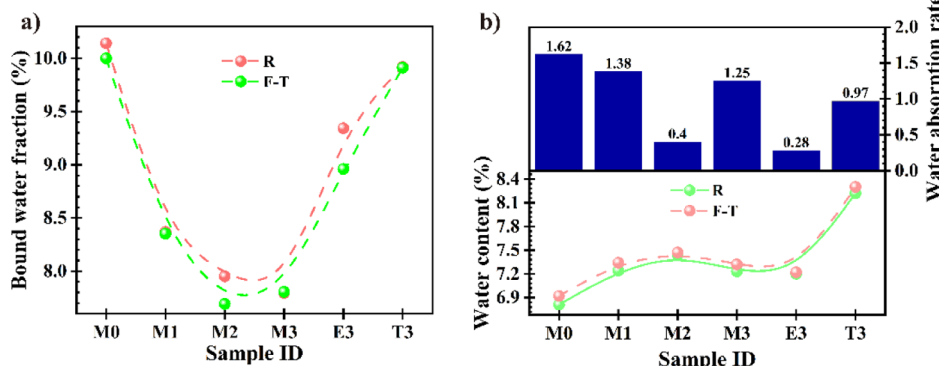 a)
Bound water fraction (%)
10.0
9.5
9.0
8.5
8.0
R
F-T
M0 M1 M2 M3 E3 T3
Sample ID
b)
1.62
1.38
0.4
1.25
0.28
0.97
2.0
1.5
1.0
0.5
0.0
Water absorption rate
Water content (%)
8.4
8.1
7.8
7.5
7.2
6.9
R
F-T
M0 M1 M2 M3 E3 T3
Sample ID